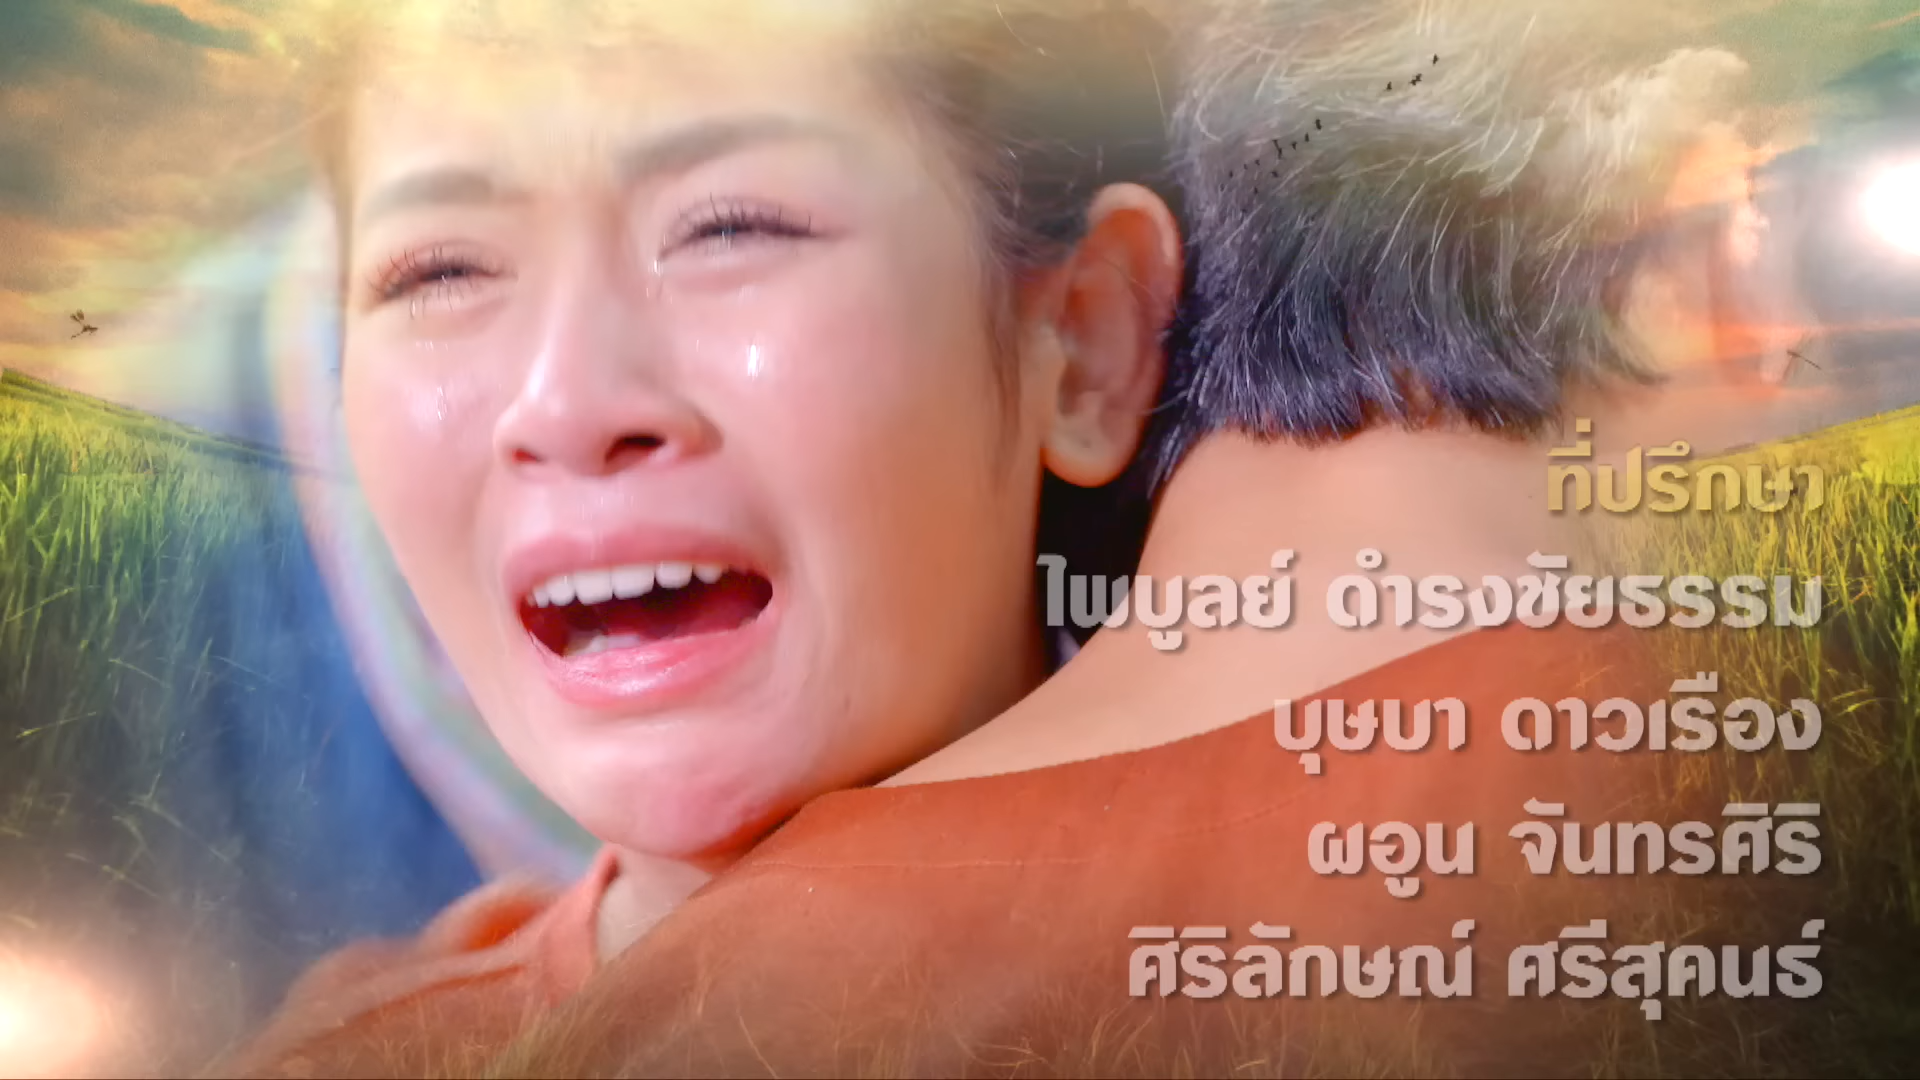 ที่ปรึกษา
ไพบูลย์ ดำรงชัยธรรม
บุษบา ดาวเรือง
ผอูน จันทรศิริ
ศิริลักษณ์ ศรีสุคนธ์